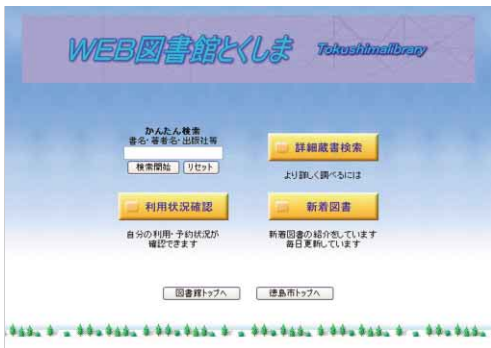 WEB図書館とくしま
Tokushimalibrary
かんたん検索
書名・著者名・出版社等
検索開始 リセット
詳細蔵書検索
より詳しく調べるには
利用状況確認
自分の利用・予約状況が
確認できます
新着図書
新着図書の紹介をしています
毎日更新しています
図書館トップへ 徳島市トップへ